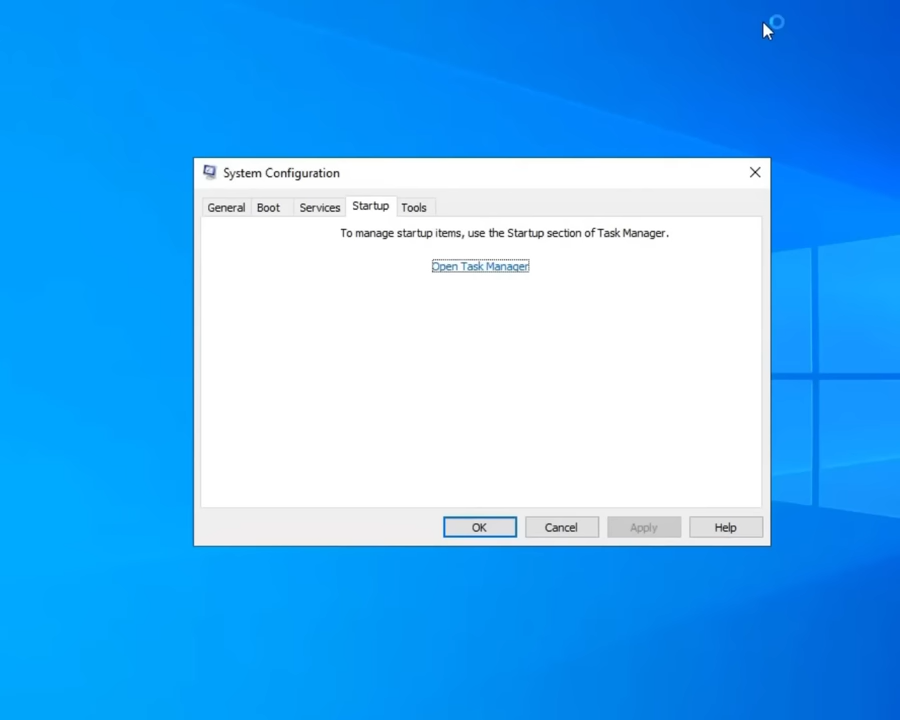 System Configuration
General Boot Services Startup Tools
To manage startup items, use the Startup section of Task Manager.
Open Task Manager
OK Cancel Apply Help